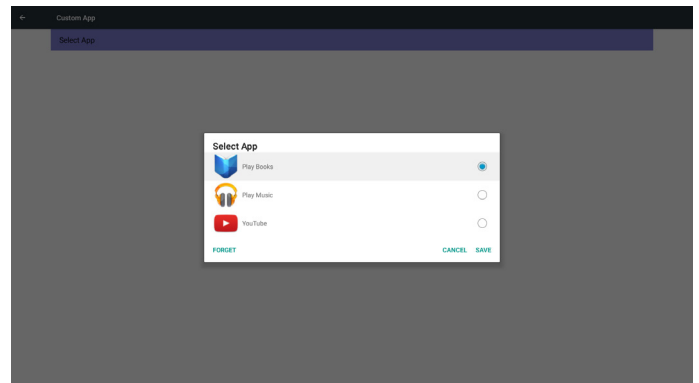 Custom App
Select App
Select App
Play Books
Play Music
YouTube
FORGET CANCEL SAVE